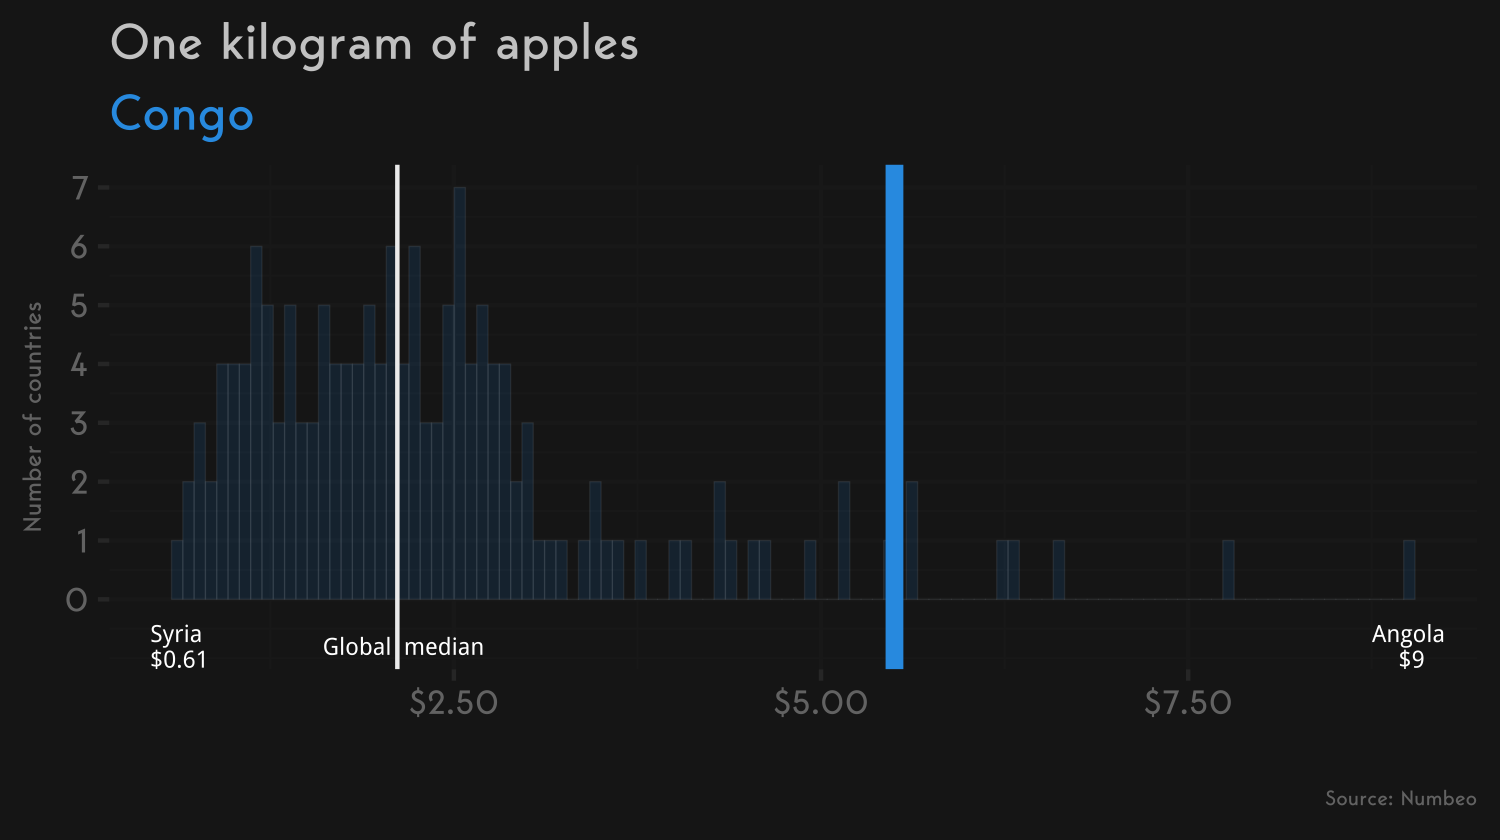 One kilogram of apples
Congo
Number of countries
7
6
5
4
3
2
1
0
Syria
$0.61
Global median
Angola
$9
$2.50
$5.00
$7.50
Source: Numbeo